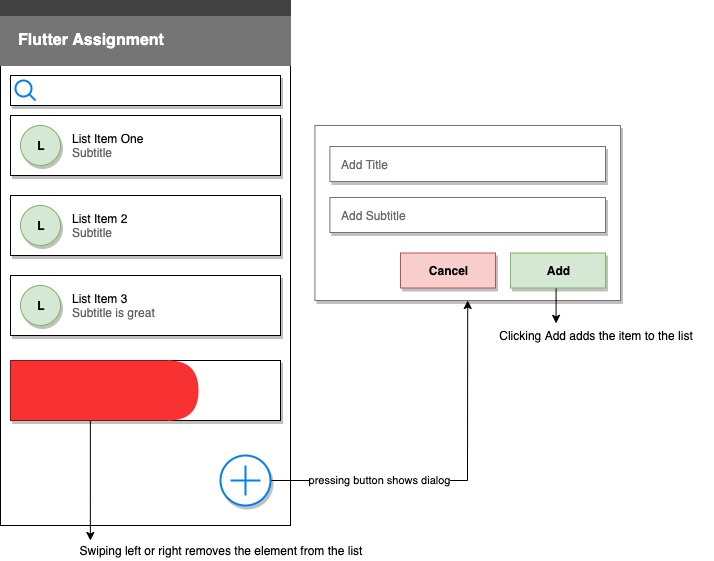 Flutter Assignment
L
List Item One
Subtitle
L
List Item 2
Subtitle
L
List Item 3
Subtitle is great
Add Title
Add Subtitle
Cancel
Add
Clicking Add adds the item to the list
pressing button shows dialog
Swiping left or right removes the element from the list